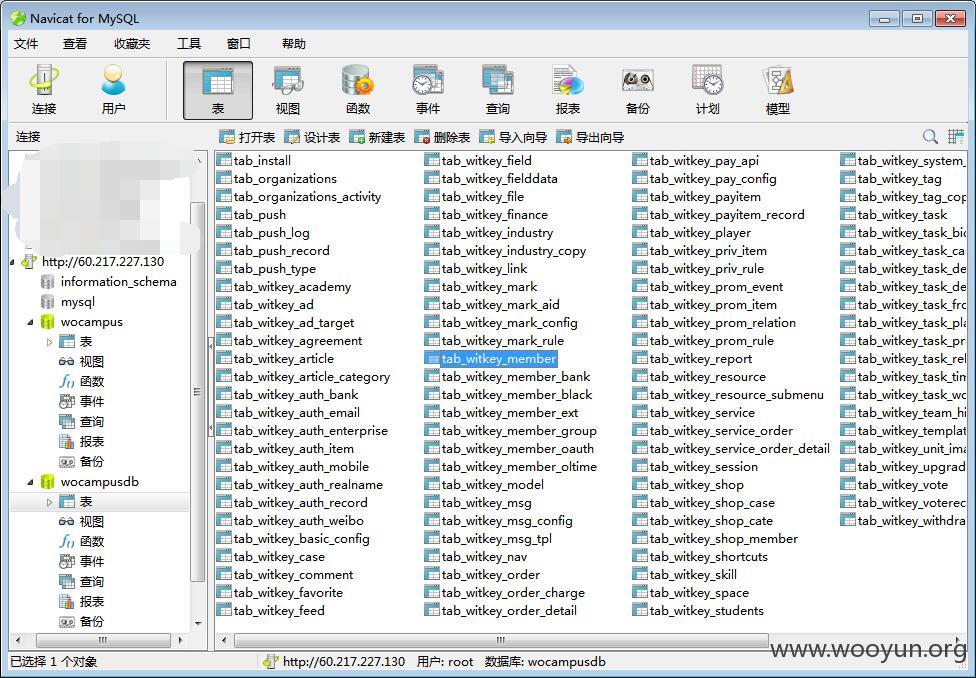 Navicat for MySQL
文件 查看 收藏夹 工具 窗口 帮助
连接 用户 表 视图 函数 事件 查询 报表 备份 计划 模型
连接 打开表 设计表 新建表 删除表 导入向导 导出向导
http://60.217.227.130
information_schema
mysql
wocampus
表
视图
函数
事件
查询
报表
备份
wocampusdb
表
视图
函数
事件
查询
报表
备份
tab_install
tab_organizations
tab_organizations_activity
tab_push
tab_push_log
tab_push_record
tab_push_type
tab_witkey_academy
tab_witkey_ad
tab_witkey_ad_target
tab_witkey_agreement
tab_witkey_article
tab_witkey_article_category
tab_witkey_auth_bank
tab_witkey_auth_email
tab_witkey_auth_enterprise
tab_witkey_auth_item
tab_witkey_auth_mobile
tab_witkey_auth_realname
tab_witkey_auth_record
tab_witkey_auth_weibo
tab_witkey_basic_config
tab_witkey_case
tab_witkey_comment
tab_witkey_favorite
tab_witkey_feed
tab_witkey_field
tab_witkey_fielddata
tab_witkey_file
tab_witkey_finance
tab_witkey_industry
tab_witkey_industry_copy
tab_witkey_link
tab_witkey_mark
tab_witkey_mark_aid
tab_witkey_mark_config
tab_witkey_mark_rule
tab_witkey_member
tab_witkey_member_bank
tab_witkey_member_black
tab_witkey_member_ext
tab_witkey_member_group
tab_witkey_member_oauth
tab_witkey_member_oltime
tab_witkey_model
tab_witkey_msg
tab_witkey_msg_config
tab_witkey_msg_tpl
tab_witkey_nav
tab_witkey_order
tab_witkey_order_charge
tab_witkey_order_detail
tab_witkey_pay_api
tab_witkey_pay_config
tab_witkey_payitem
tab_witkey_payitem_record
tab_witkey_player
tab_witkey_priv_item
tab_witkey_priv_rule
tab_witkey_prom_event
tab_witkey_prom_item
tab_witkey_prom_relation
tab_witkey_prom_rule
tab_witkey_report
tab_witkey_resource
tab_witkey_resource_submenu
tab_witkey_service
tab_witkey_service_order
tab_witkey_service_order_detail
tab_witkey_session
tab_witkey_shop
tab_witkey_shop_case
tab_witkey_shop_cate
tab_witkey_shop_member
tab_witkey_shortcuts
tab_witkey_skill
tab_witkey_space
tab_witkey_students
tab_witkey_system_
tab_witkey_tag
tab_witkey_tag_cop
tab_witkey_task
tab_witkey_task_bid
tab_witkey_task_ca
tab_witkey_task_de
tab_witkey_task_de
tab_witkey_task_fro
tab_witkey_task_pla
tab_witkey_task_pri
tab_witkey_task_rel
tab_witkey_task_tim
tab_witkey_task_wo
tab_witkey_team_hi
tab_witkey_templat
tab_witkey_unit_ima
tab_witkey_upgrad
tab_witkey_vote
tab_witkey_voterec
tab_witkey_withdra
已选择 1 个对象 http://60.217.227.130 用户: root 数据库: wocampusdb
www.wooyun.org